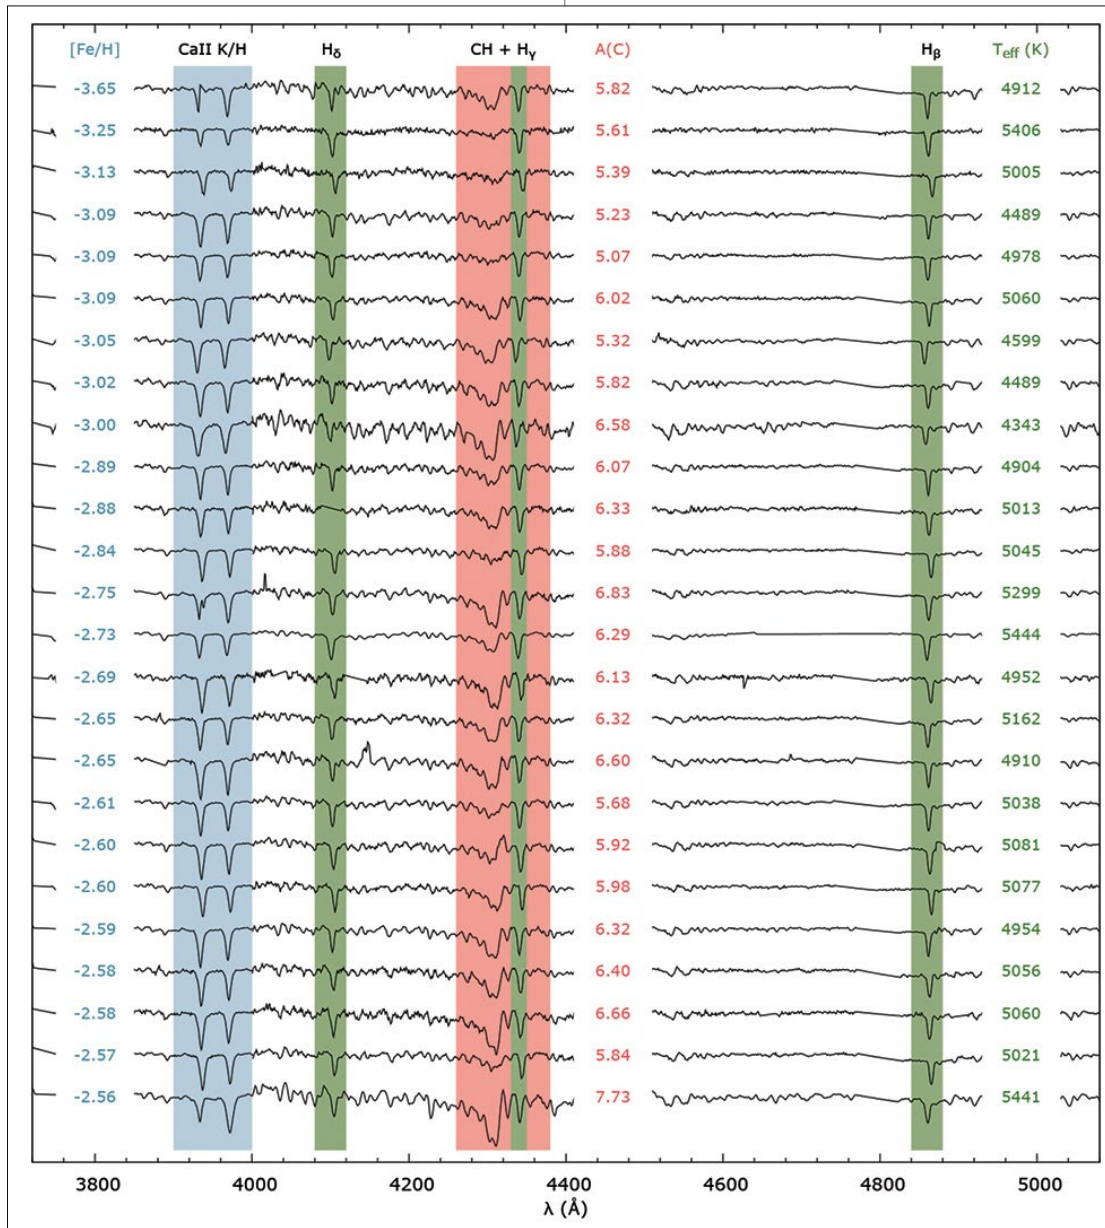 [Fe/H] CaII K/H Hδ CH + Hγ A(C) Hβ Teff (K)
-3.65 5.82 4912
-3.25 5.61 5406
-3.13 5.39 5005
-3.09 5.23 4489
-3.09 5.07 4978
-3.09 6.02 5060
-3.05 5.32 4599
-3.02 5.82 4489
-3.00 6.58 4343
-2.89 6.07 4904
-2.88 6.33 5013
-2.84 5.88 5045
-2.75 6.83 5299
-2.73 6.29 5444
-2.69 6.13 4952
-2.65 6.32 5162
-2.65 6.60 4910
-2.61 5.68 5038
-2.60 5.92 5081
-2.60 5.98 5077
-2.59 6.32 4954
-2.58 6.40 5056
-2.58 6.66 5060
-2.57 5.84 5021
-2.56 7.73 5441
3800 4000 4200 4400 4600 4800 5000
λ (Å)